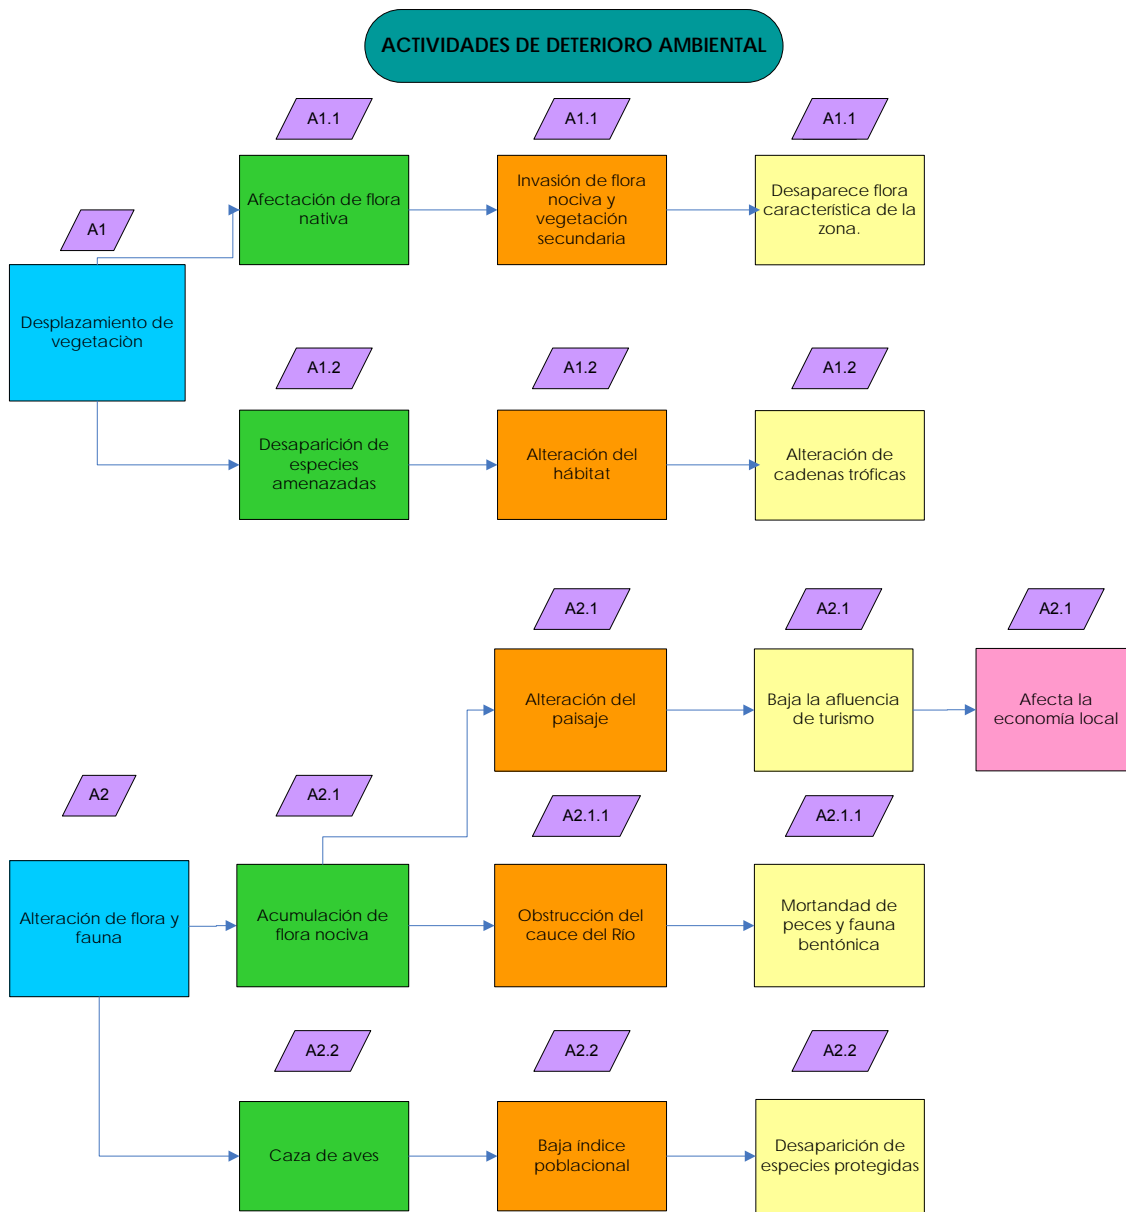 ACTIVIDADES DE DETERIORO AMBIENTAL
A1.1
A1.1
A1.1
Afectación de flora
nativa
Invasión de flora
nociva y
vegetación
secundaria
Desaparece flora
característica de la
zona.
A1
Desplazamiento de
vegetaciòn
A1.2
A1.2
A1.2
Desaparición de
especies
amenazadas
Alteración del
hábitat
Alteración de
cadenas tróficas
A2.1
A2.1
A2.1
Alteración del
paisaje
Baja la afluencia
de turismo
Afecta la
economía local
A2
A2.1
A2.1.1
A2.1.1
Alteración de flora y
fauna
Acumulación de
flora nociva
Obstrucción del
cauce del Río
Mortandad de
peces y fauna
bentónica
A2.2
A2.2
A2.2
Caza de aves
Baja índice
poblacional
Desaparición de
especies protegidas